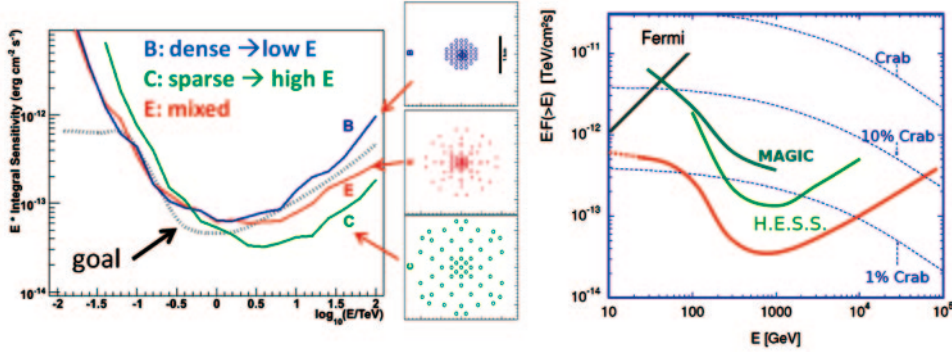 E * Integral Sensitivity (erg cm⁻² s⁻¹)
10⁻¹²
10⁻¹³
10⁻¹⁴
B: dense →low E
C: sparse → high E
E: mixed
B
E
C
goal
-2
-1.5
-1
-0.5
0
0.5
1
1.5
2
log₁₀(E/TeV)
B
C
E·F(>E) [TeV/cm²s]
10⁻¹¹
10⁻¹²
10⁻¹³
10⁻¹⁴
Fermi
Crab
10% Crab
MAGIC
H.E.S.S.
1% Crab
10
100
1000
10⁴
10⁵
E [GeV]